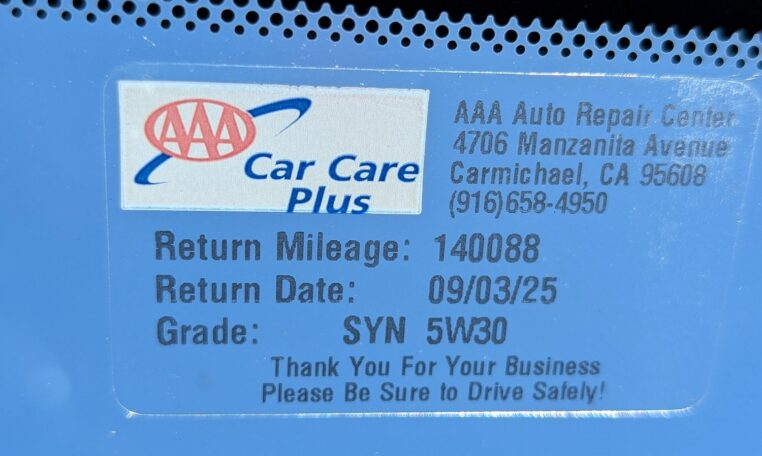 AAA
Car Care
Plus
AAA Auto Repair Center
4706 Manzanita Avenue
Carmichael, CA 95608
(916)658-4950
Return Mileage: 140088
Return Date: 09/03/25
Grade: SYN 5W30
Thank You For Your Business
Please Be Sure to Drive Safely!